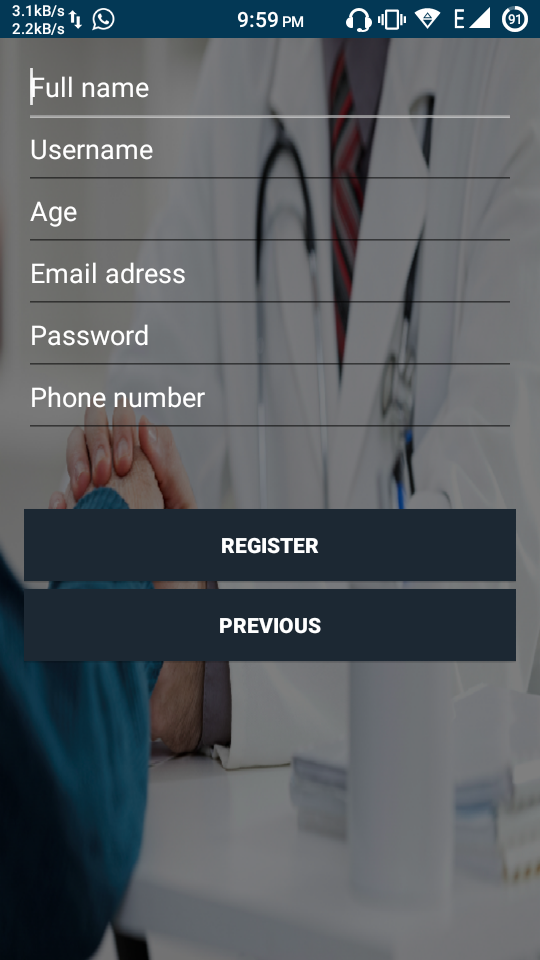 3.1kB/s
2.2kB/s
9:59 PM
E
91
Full name
Username
Age
Email adress
Password
Phone number
REGISTER
PREVIOUS